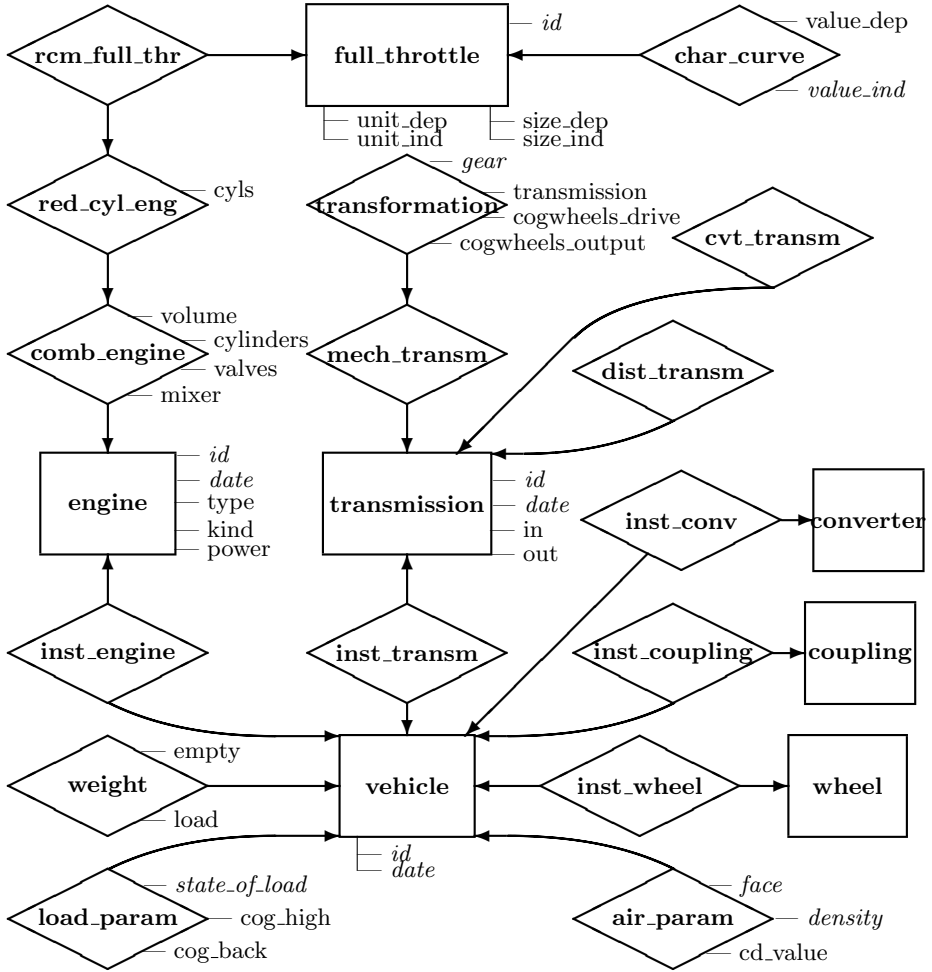 id
value_dep
rcm_full_thr
full_throttle
char_curve
value_ind
unit_dep
size_dep
unit_ind
size_ind
gear
cyls
transmission
red_cyl_eng
transformation
cogwheels_drive
cogwheels_output
cvt_transm
volume
cylinders
comb_engine
mech_transm
valves
dist_transm
mixer
id
date
type
kind
power
engine
transmission
id
date
in
out
inst_conv
converter
inst_engine
inst_transm
inst_coupling
coupling
empty
weight
load
vehicle
inst_wheel
wheel
id
date
state_of_load
face
load_param
cog_high
air_param
density
cog_back
cd_value